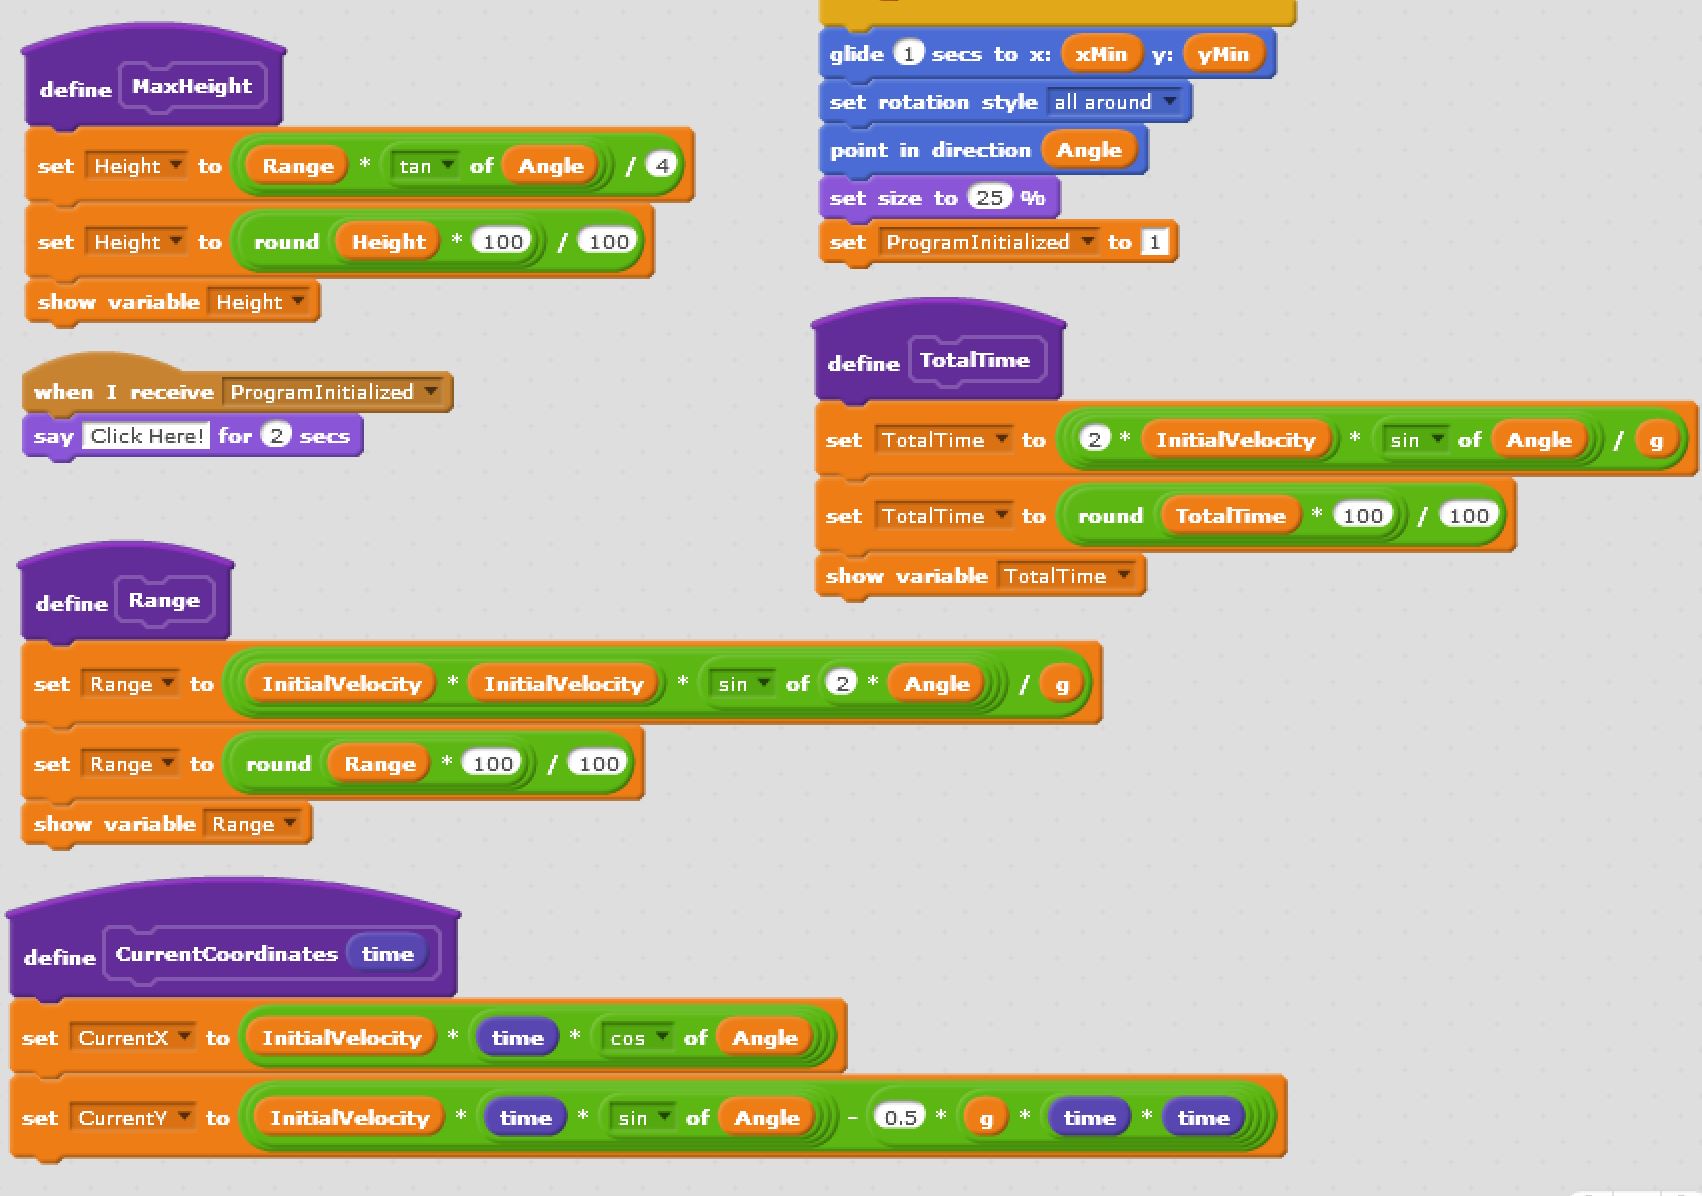 define MaxHeight
set Height to Range * tan of Angle / 4
set Height to round Height * 100 / 100
show variable Height
when I receive ProgramInitialized
say Click Here! for 2 secs
define Range
set Range to InitialVelocity * InitialVelocity * sin of 2 * Angle / g
set Range to round Range * 100 / 100
show variable Range
define CurrentCoordinates time
set CurrentX to InitialVelocity * time * cos of Angle
set CurrentY to InitialVelocity * time * sin of Angle - 0.5 * g * time * time
glide 1 secs to x: xMin y: yMin
set rotation style all around
point in direction Angle
set size to 25 %
set ProgramInitialized to 1
define TotalTime
set TotalTime to 2 * InitialVelocity * sin of Angle / g
set TotalTime to round TotalTime * 100 / 100
show variable TotalTime